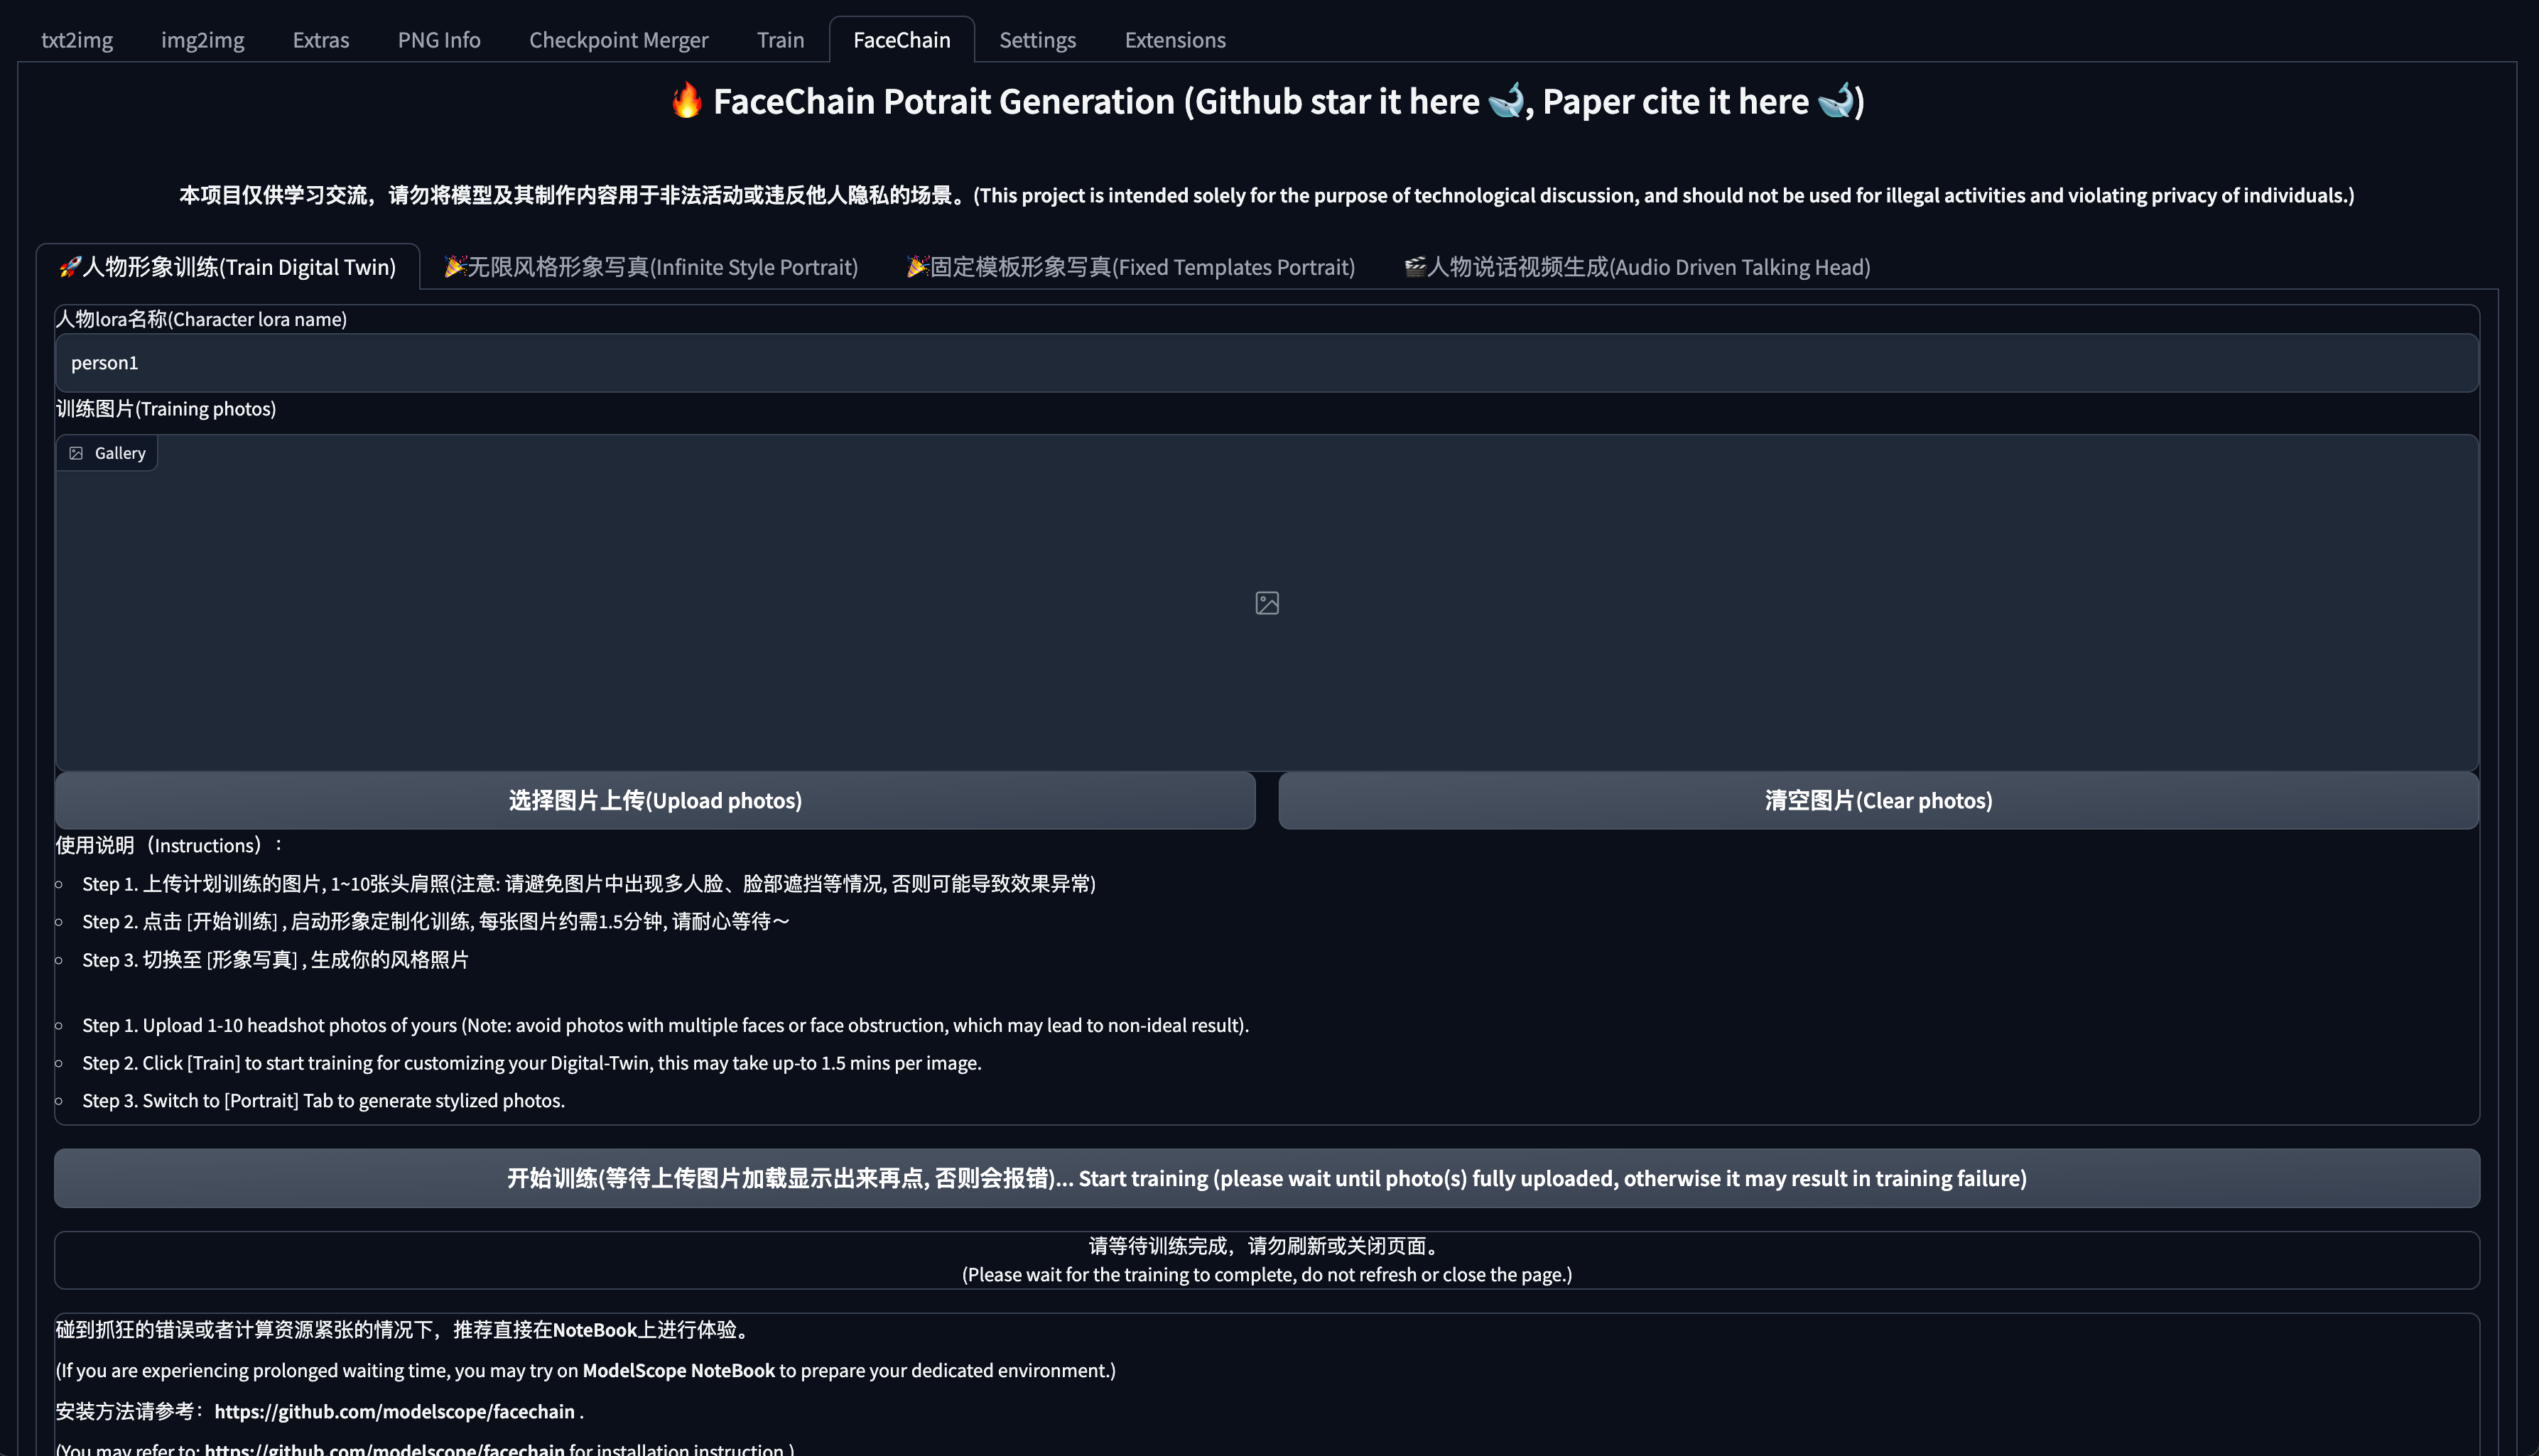 txt2img img2img Extras PNG Info Checkpoint Merger Train FaceChain Settings Extensions
🔥 FaceChain Potrait Generation (Github star it here 🐋, Paper cite it here 🐋)
本项目仅供学习交流，请勿将模型及其制作内容用于非法活动或违反他人隐私的场景。(This project is intended solely for the purpose of technological discussion, and should not be used for illegal activities and violating privacy of individuals.)
🚀人物形象训练(Train Digital Twin) 🎉无限风格形象写真(Infinite Style Portrait) 🎉固定模板形象写真(Fixed Templates Portrait) 🎬人物说话视频生成(Audio Driven Talking Head)
人物lora名称(Character lora name)
person1
训练图片(Training photos)
Gallery
选择图片上传(Upload photos) 清空图片(Clear photos)
使用说明（Instructions）：
Step 1. 上传计划训练的图片, 1~10张头肩照(注意: 请避免图片中出现多人脸、脸部遮挡等情况, 否则可能导致效果异常)
Step 2. 点击 [开始训练] , 启动形象定制化训练, 每张图片约需1.5分钟, 请耐心等待～
Step 3. 切换至 [形象写真] , 生成你的风格照片
Step 1. Upload 1-10 headshot photos of yours (Note: avoid photos with multiple faces or face obstruction, which may lead to non-ideal result).
Step 2. Click [Train] to start training for customizing your Digital-Twin, this may take up-to 1.5 mins per image.
Step 3. Switch to [Portrait] Tab to generate stylized photos.
开始训练(等待上传图片加载显示出来再点, 否则会报错)... Start training (please wait until photo(s) fully uploaded, otherwise it may result in training failure)
请等待训练完成，请勿刷新或关闭页面。
(Please wait for the training to complete, do not refresh or close the page.)
碰到抓狂的错误或者计算资源紧张的情况下，推荐直接在NoteBook上进行体验。
(If you are experiencing prolonged waiting time, you may try on ModelScope NoteBook to prepare your dedicated environment.)
安装方法请参考：https://github.com/modelscope/facechain .
(You may refer to: https://github.com/modelscope/facechain for installation instruction.)